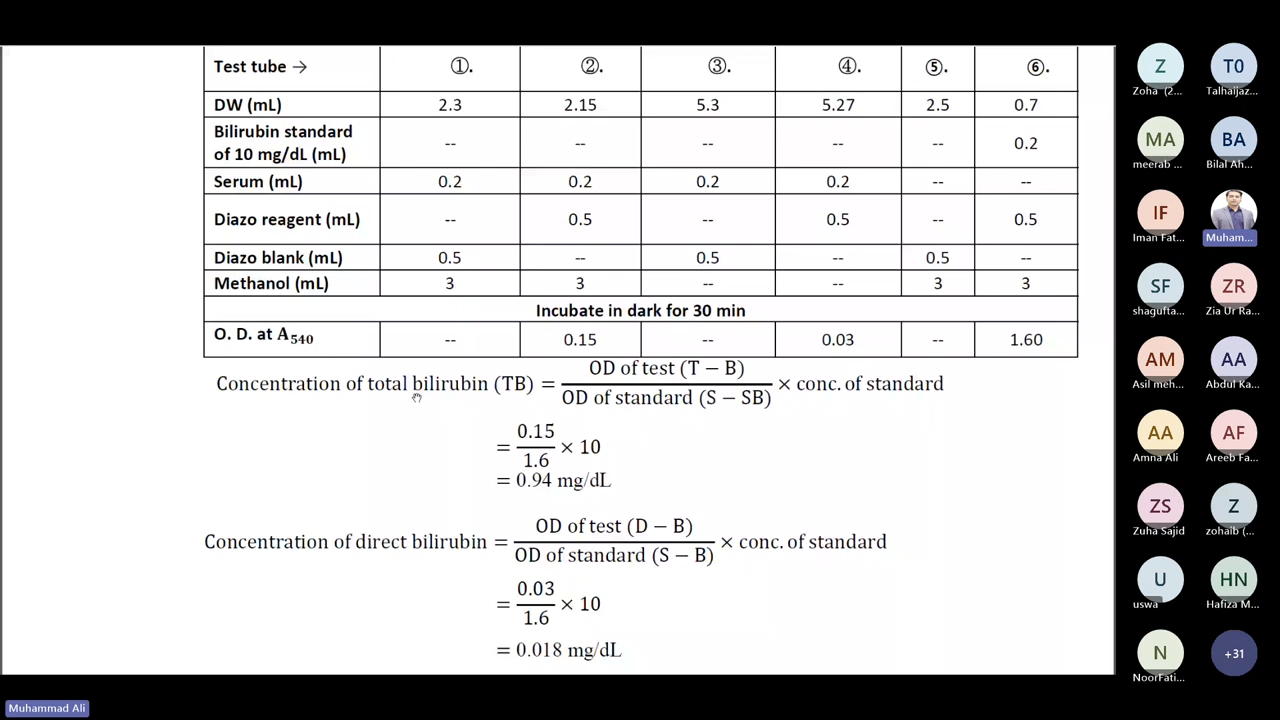 Test tube → ①. ②. ③. ④. ⑤. ⑥.
DW (mL) 2.3 2.15 5.3 5.27 2.5 0.7
Bilirubin standard
of 10 mg/dL (mL) -- -- -- -- -- 0.2
Serum (mL) 0.2 0.2 0.2 0.2 -- --
Diazo reagent (mL) -- 0.5 -- 0.5 -- 0.5
Diazo blank (mL) 0.5 -- 0.5 -- 0.5 --
Methanol (mL) 3 3 -- -- 3 3
Incubate in dark for 30 min
O. D. at A540 -- 0.15 -- 0.03 -- 1.60
OD of test (T − B)
Concentration of total bilirubin (TB) = × conc. of standard
OD of standard (S − SB)
0.15
= × 10
1.6
= 0.94 mg/dL
OD of test (D − B)
Concentration of direct bilirubin = × conc. of standard
OD of standard (S − B)
0.03
= × 10
1.6
= 0.018 mg/dL
Z T0
Zoha (2... Talhaijaz...
MA BA
meerab ... Bilal Ah...
IF
Iman Fat... Muham...
SF ZR
shagufta... Zia Ur Ra...
AM AA
Asil meh... Abdul Ka...
AA AF
Amna Ali Areeb Fa...
ZS Z
Zuha Sajid zohaib (...
U HN
uswa Hafiza M...
N +31
NoorFati...
Muhammad Ali